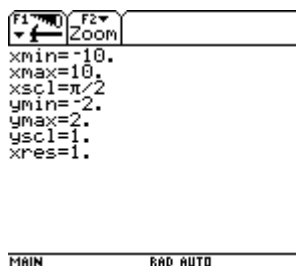 F1▼ F2▼
Zoom
xmin=⁻10.
xmax=10.
xscl=π/2
ymin=⁻2.
ymax=2.
yscl=1.
xres=1.
MAIN RAD AUTO